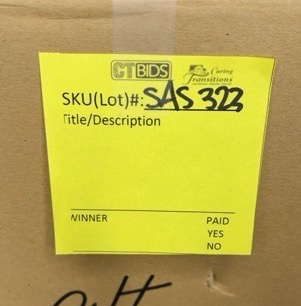 CTBIDS Caring Transitions
SKU(Lot)#: SAS 323
Title/Description
WINNER PAID
YES
NO